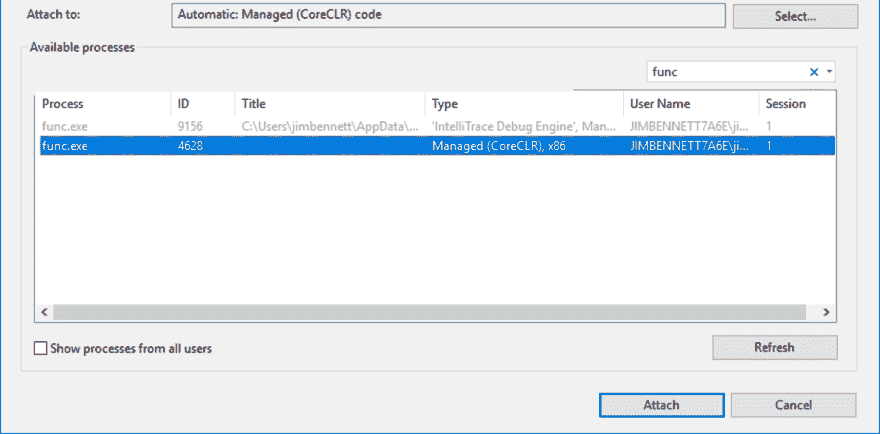 Attach to: Automatic: Managed (CoreCLR) code Select...
Available processes
func
Process ID Title Type User Name Session
func.exe 9156 C:\Users\jimbennett\AppData\... 'IntelliTrace Debug Engine', Man... JIMBENNETT7A6E\ji... 1
func.exe 4628 Managed (CoreCLR), x86 JIMBENNETT7A6E\ji... 1
Show processes from all users Refresh
Attach Cancel